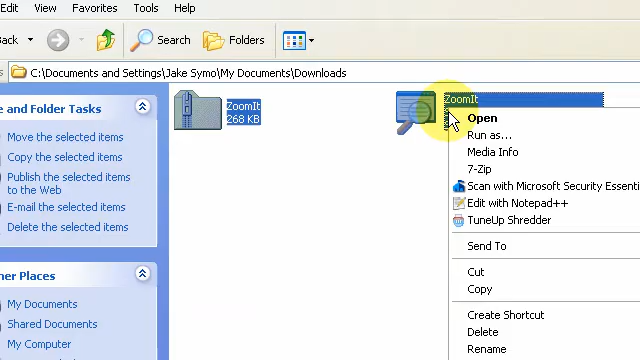 Edit View Favorites Tools Help
Back Search Folders
C:\Documents and Settings\Jake Symo\My Documents\Downloads
and Folder Tasks
Move the selected items
Copy the selected items
Publish the selected items
to the Web
E-mail the selected items
Delete the selected items
Other Places
My Documents
Shared Documents
My Computer
ZoomIt
268 KB
ZoomIt
Open
Run as...
Media Info
7-Zip
Scan with Microsoft Security Essenti
Edit with Notepad++
TuneUp Shredder
Send To
Cut
Copy
Create Shortcut
Delete
Rename